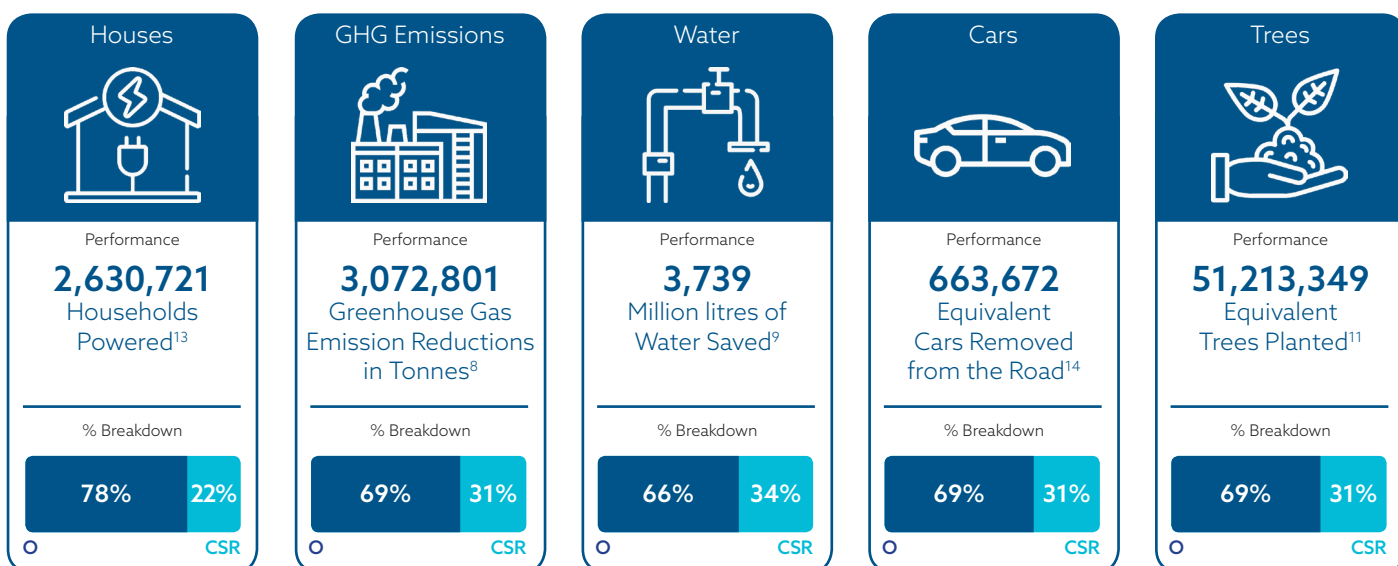 Houses
Performance
2,630,721
Households
Powered13
% Breakdown
78% 22%
O CSR
GHG Emissions
Performance
3,072,801
Greenhouse Gas
Emission Reductions
in Tonnes8
% Breakdown
69% 31%
O CSR
Water
Performance
3,739
Million litres of
Water Saved9
% Breakdown
66% 34%
O CSR
Cars
Performance
663,672
Equivalent
Cars Removed
from the Road14
% Breakdown
69% 31%
O CSR
Trees
Performance
51,213,349
Equivalent
Trees Planted11
% Breakdown
69% 31%
O CSR